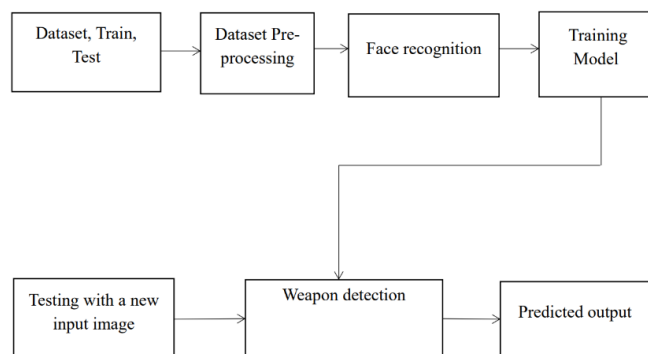 Dataset, Train,
Test
Dataset Pre-
processing
Face recognition
Training
Model
Testing with a new
input image
Weapon detection
Predicted output